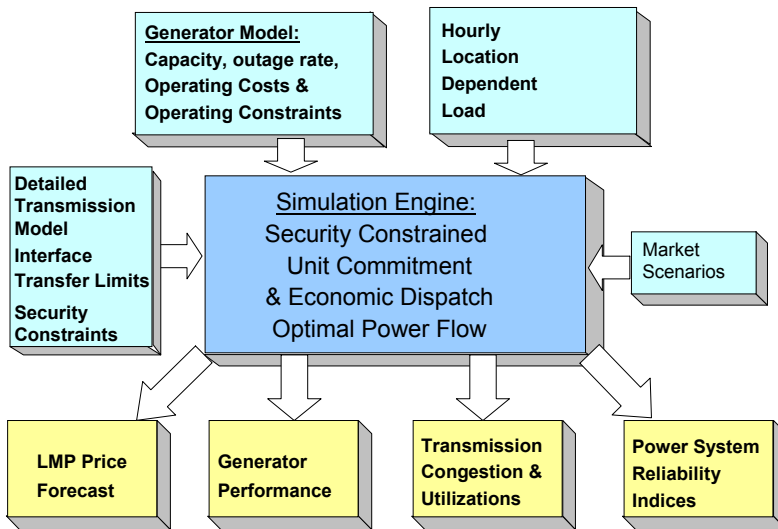 Generator Model:
Capacity, outage rate,
Operating Costs &
Operating Constraints
Hourly
Location
Dependent
Load
Detailed
Transmission
Model
Interface
Transfer Limits
Security
Constraints
Simulation Engine:
Security Constrained
Unit Commitment
& Economic Dispatch
Optimal Power Flow
Market
Scenarios
LMP Price
Forecast
Generator
Performance
Transmission
Congestion &
Utilizations
Power System
Reliability
Indices